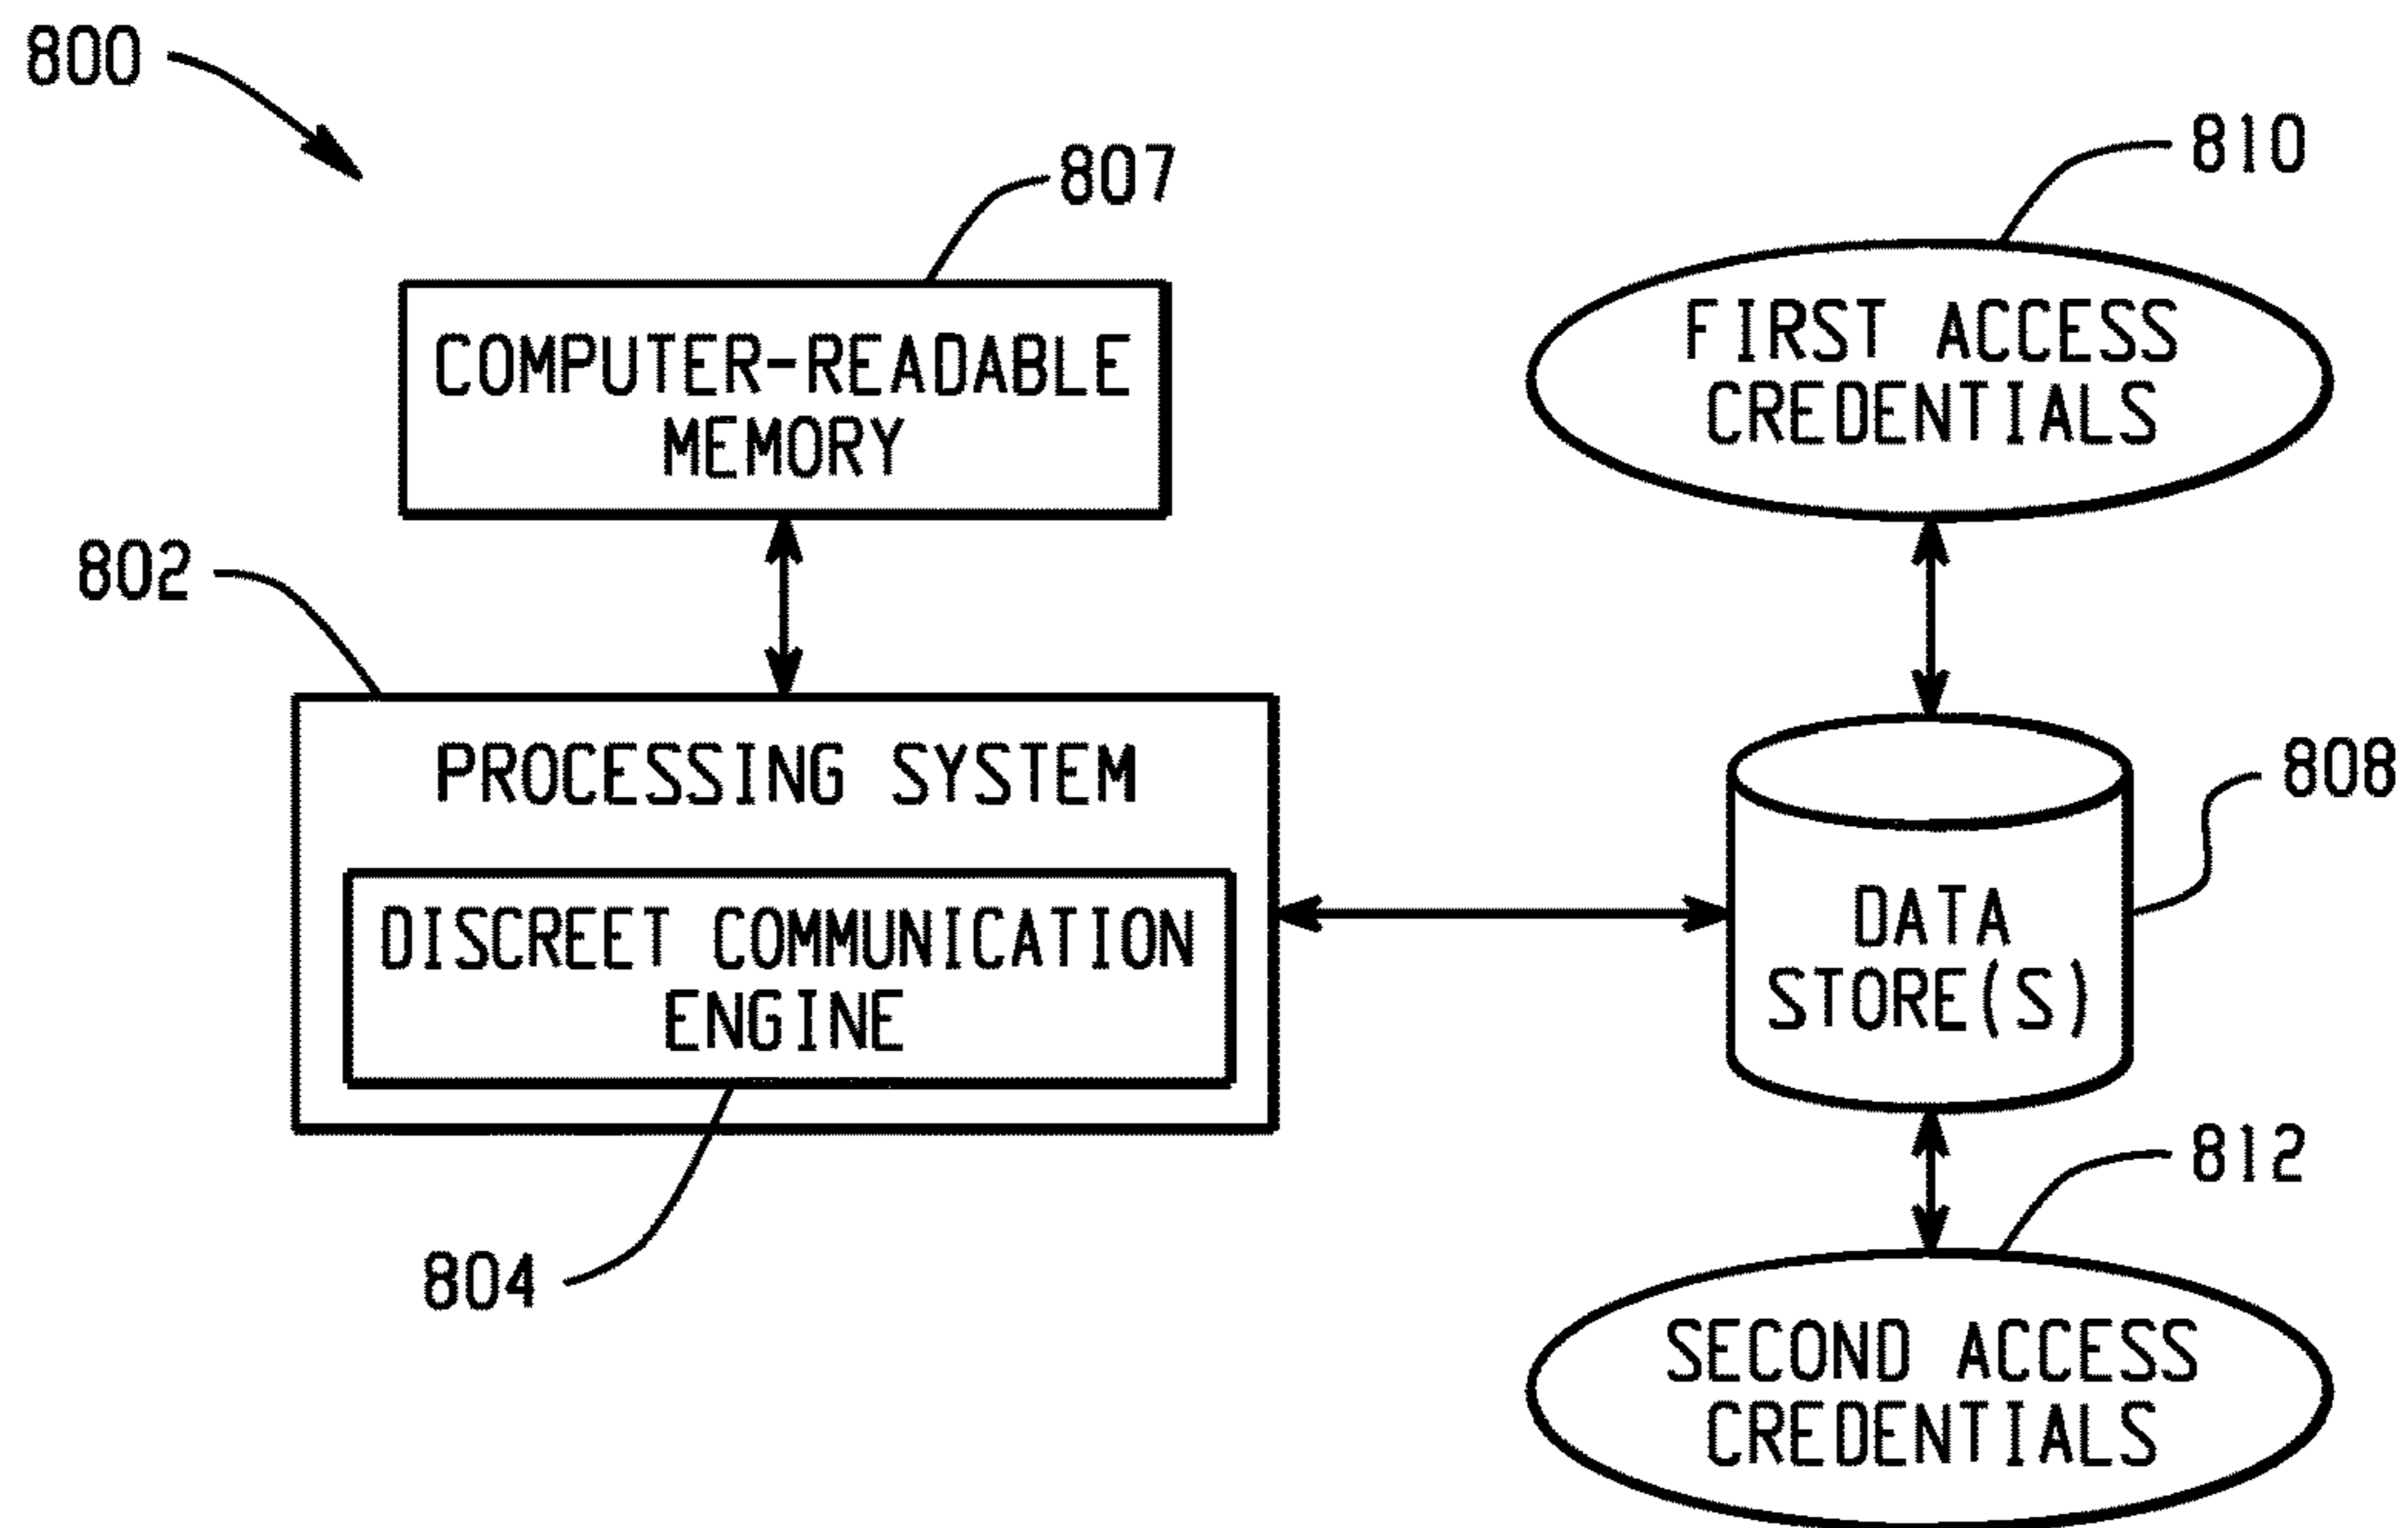 800
807
810
COMPUTER-READABLE
MEMORY
FIRST ACCESS
CREDENTIALS
802
PROCESSING SYSTEM
808
DISCREET COMMUNICATION
ENGINE
DATA
STORE(S)
804
812
SECOND ACCESS
CREDENTIALS